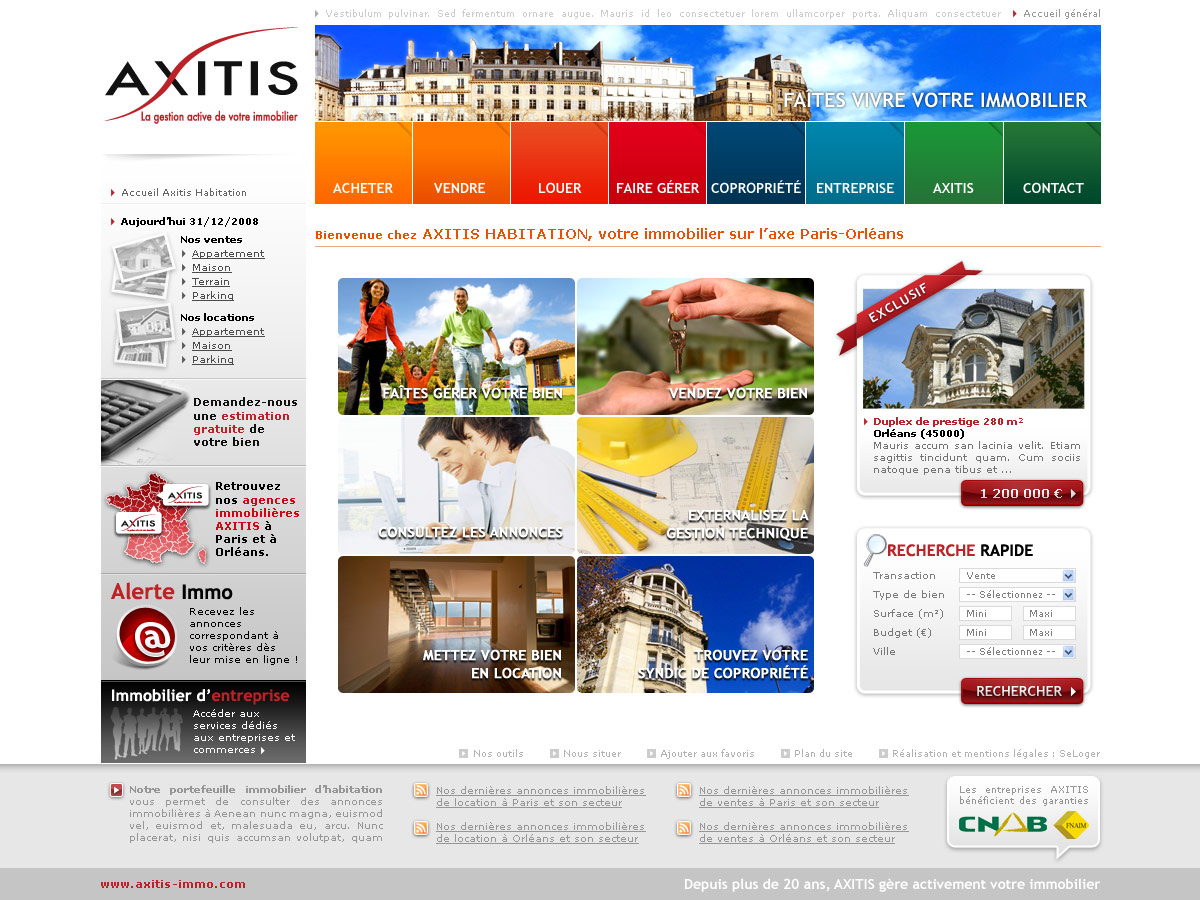 Vestibulum pulvinar. Sed fermentum ornare augue. Mauris id leo consectetuer lorem ullamcorper porta. Aliquam consectetuer
Accueil général
AXITIS
La gestion active de votre immobilier
FAÎTES VIVRE VOTRE IMMOBILIER
ACHETER
VENDRE
LOUER
FAIRE GÉRER
COPROPRIÉTÉ
ENTREPRISE
AXITIS
CONTACT
Accueil Axitis Habitation
Aujourd'hui 31/12/2008
Nos ventes
Appartement
Maison
Terrain
Parking
Nos locations
Appartement
Maison
Parking
Demandez-nous
une estimation
gratuite de
votre bien
AXITIS
AXITIS
Retrouvez
nos agences
immobilières
AXITIS à
Paris et à
Orléans.
Alerte Immo
@
Recevez les
annonces
correspondant à
vos critères dès
leur mise en ligne !
Immobilier d'entreprise
Accéder aux
services dédiés
aux entreprises et
commerces
Bienvenue chez AXITIS HABITATION, votre immobilier sur l'axe Paris-Orléans
FAÎTES GÉRER VOTRE BIEN
VENDEZ VOTRE BIEN
CONSULTEZ LES ANNONCES
EXTERNALISEZ LA
GESTION TECHNIQUE
METTEZ VOTRE BIEN
EN LOCATION
TROUVEZ VOTRE
SYNDIC DE COPROPRIÉTÉ
EXCLUSIF
Duplex de prestige 280 m²
Orléans (45000)
Mauris accum san lacinia velit. Etiam
sagittis tincidunt quam. Cum sociis
natoque pena tibus et ...
1 200 000 €
RECHERCHE RAPIDE
Transaction Vente
Type de bien -- Sélectionnez --
Surface (m²) Mini Maxi
Budget (€) Mini Maxi
Ville -- Sélectionnez --
RECHERCHER
Nos outils
Nous situer
Ajouter aux favoris
Plan du site
Réalisation et mentions légales : SeLoger
Notre portefeuille immobilier d'habitation
vous permet de consulter des annonces
immobilières à Aenean nunc magna, euismod
vel, euismod et, malesuada eu, arcu. Nunc
placerat, nisi quis accumsan volutpat, quam
Nos dernières annonces immobilières
de location à Paris et son secteur
Nos dernières annonces immobilières
de location à Orléans et son secteur
Nos dernières annonces immobilières
de ventes à Paris et son secteur
Nos dernières annonces immobilières
de ventes à Orléans et son secteur
Les entreprises AXITIS
bénéficient des garanties
CNAB FNAIM
www.axitis-immo.com
Depuis plus de 20 ans, AXITIS gère activement votre immobilier